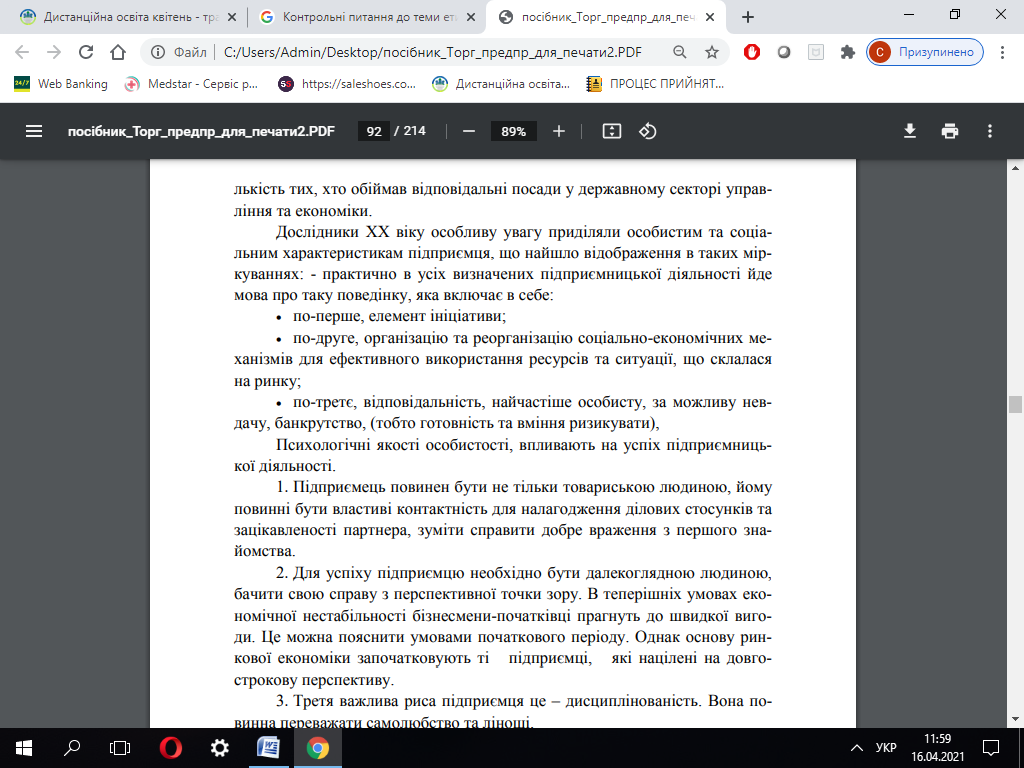 Дистанційна освіта квітень - тра
Контрольні питання до теми ети
посібник_Торг_предпр_для_печ
Файл
C:/Users/Admin/Desktop/посібник_Торг_предпр_для_печати2.PDF
C
Призупинено
24/7 Web Banking
Medstar - Сервіс р...
SS https://saleshoes.co...
Дистанційна освіта...
ПРОЦЕС ПРИЙНЯТ...
посібник_Торг_предпр_для_печати2.PDF
92 / 214
89%
лькість тих, хто обіймав відповідальні посади у державному секторі управ-
ління та економіки.
Дослідники XX віку особливу увагу приділяли особистим та соціа-
льним характеристикам підприємця, що найшло відображення в таких мір-
куваннях: - практично в усіх визначених підприємницької діяльності йде
мова про таку поведінку, яка включає в себе:
• по-перше, елемент ініціативи;
• по-друге, організацію та реорганізацію соціально-економічних ме-
ханізмів для ефективного використання ресурсів та ситуації, що склалася
на ринку;
• по-третє, відповідальність, найчастіше особисту, за можливу нев-
дачу, банкрутство, (тобто готовність та вміння ризикувати),
Психологічні якості особистості, впливають на успіх підприємниць-
кої діяльності.
1. Підприємець повинен бути не тільки товариською людиною, йому
повинні бути властиві контактність для налагодження ділових стосунків та
зацікавленості партнера, зуміти справити добре враження з першого зна-
йомства.
2. Для успіху підприємцю необхідно бути далекоглядною людиною,
бачити свою справу з перспективної точки зору. В теперішніх умовах еко-
номічної нестабільності бізнесмени-початківці прагнуть до швидкої виго-
ди. Це можна пояснити умовами початкового періоду. Однак основу рин-
кової економіки започатковують ті підприємці, які націлені на довго-
строкову перспективу.
3. Третя важлива риса підприємця це – дисциплінованість. Вона по-
винна переважати самолюбство та лінощі.
УКР
11:59
16.04.2021